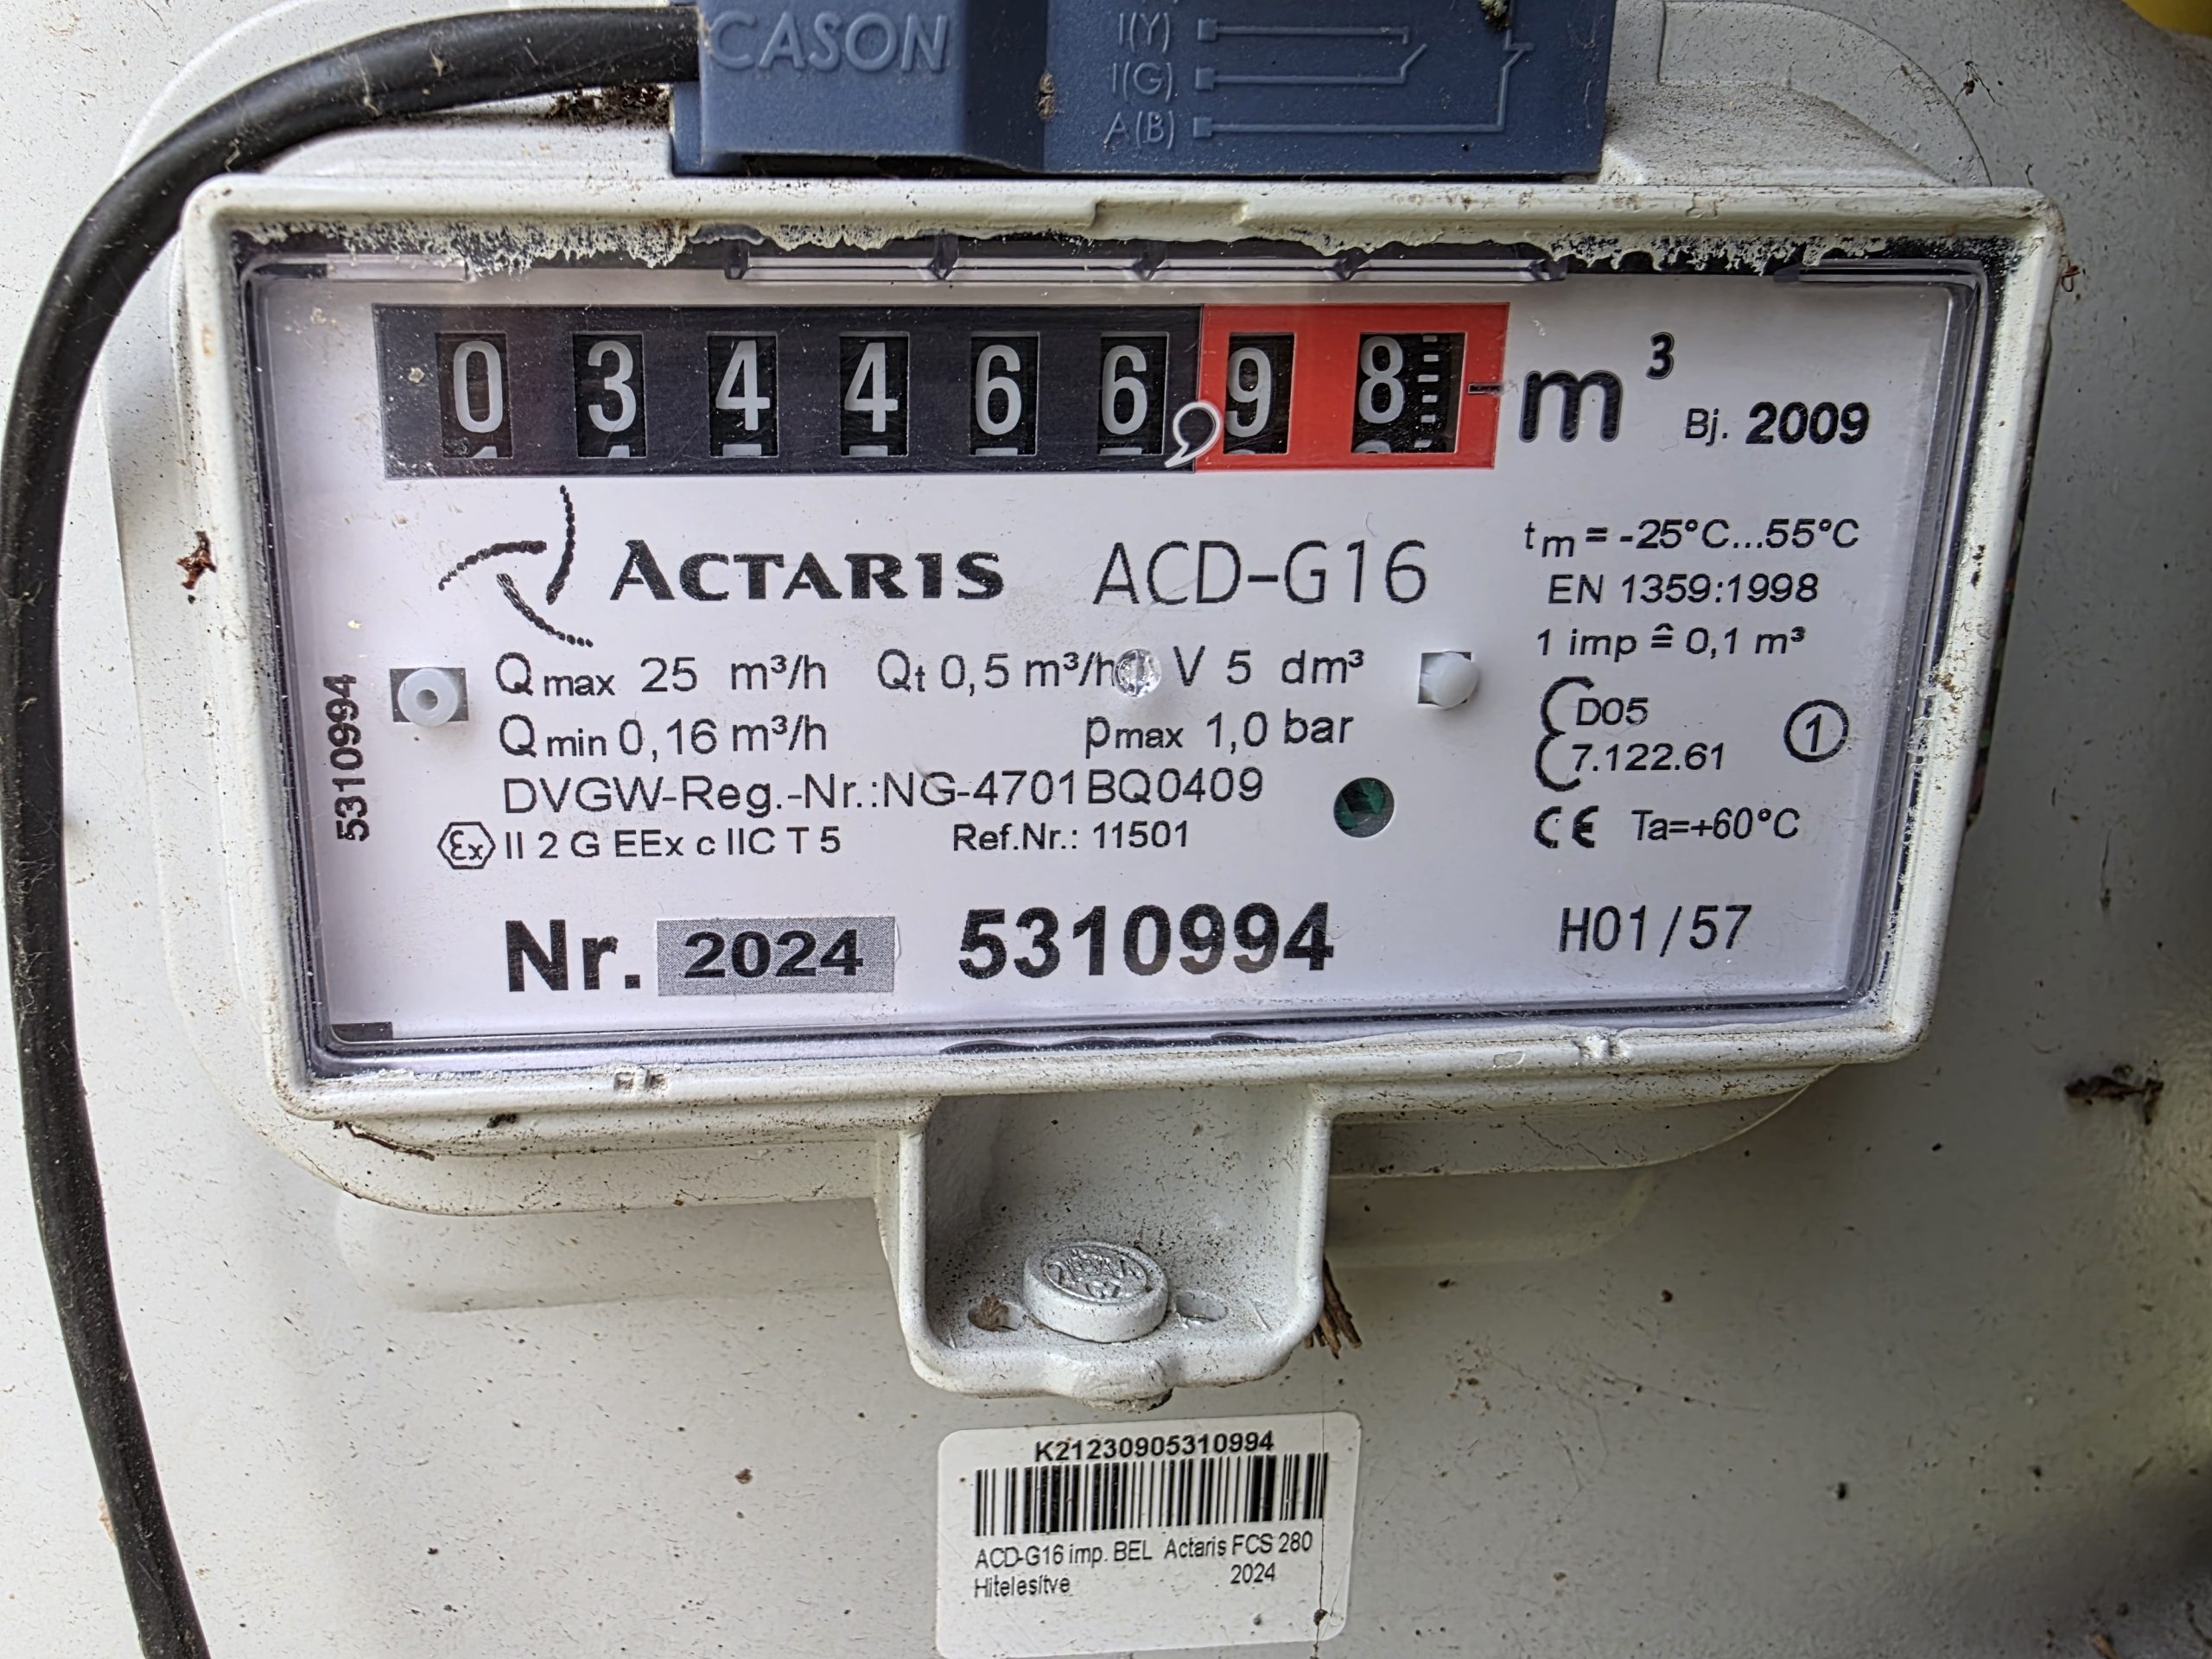 CASON
I(Y)
I(G)
A(B)
0 3 4 4 6 6 , 9 8 m³
Bj. 2009
ACTARIS ACD-G16
tm = -25°C...55°C
EN 1359:1998
1 imp ≙ 0,1 m³
Qmax 25 m³/h Qt 0,5 m³/h V 5 dm³
Qmin 0,16 m³/h pmax 1,0 bar
D05
7.122.61
1
DVGW-Reg.-Nr.:NG-4701BQ0409
Ex II 2 G EEx c IIC T 5 Ref.Nr.: 11501
CE Ta=+60°C
5310994
Nr. 2024 5310994
H01/57
K21230905310994
ACD-G16 imp. BEL Actaris FCS 280
Hitelesítve 2024